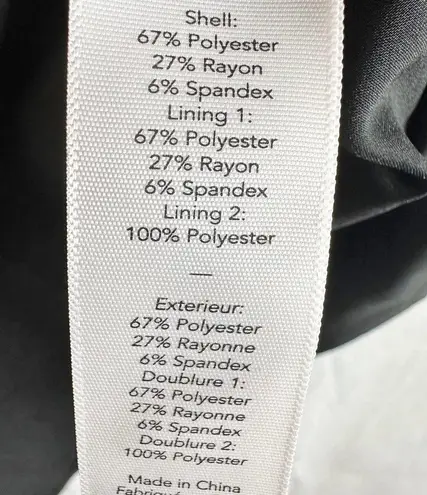 Shell:
67% Polyester
27% Rayon
6% Spandex
Lining 1:
67% Polyester
27% Rayon
6% Spandex
Lining 2:
100% Polyester
—
Exterieur:
67% Polyester
27% Rayonne
6% Spandex
Doublure 1:
67% Polyester
27% Rayonne
6% Spandex
Doublure 2:
100% Polyester
Made in China